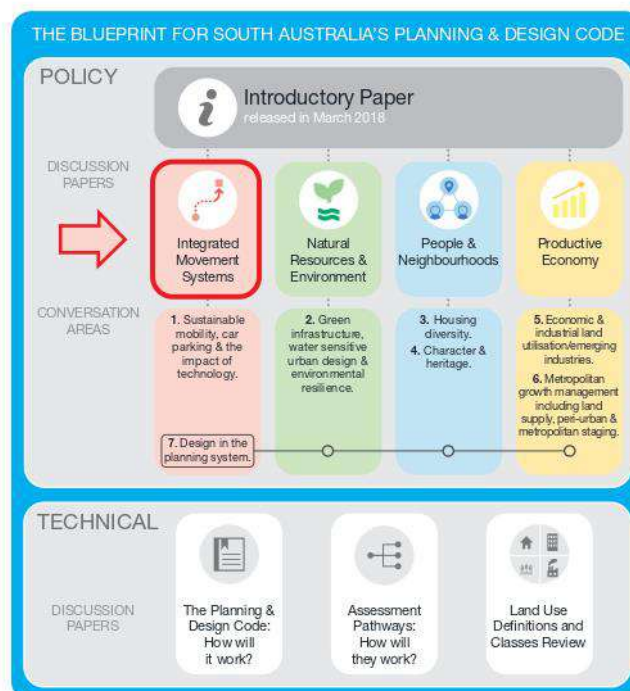 THE BLUEPRINT FOR SOUTH AUSTRALIA'S PLANNING & DESIGN CODE
POLICY
i
Introductory Paper
released in March 2018
DISCUSSION
PAPERS
Integrated
Movement
Systems
Natural
Resources &
Environment
People &
Neighbourhoods
Productive
Economy
CONVERSATION
AREAS
1. Sustainable
mobility, car
parking & the
impact of
technology.
2. Green
infrastructure,
water sensitive
urban design &
environmental
resilience.
3. Housing
diversity.
4. Character &
heritage.
5. Economic &
industrial land
utilisation/emerging
industries.
6. Metropolitan
growth management
including land
supply, peri-urban &
metropolitan staging.
7. Design in the
planning system.
TECHNICAL
DISCUSSION
PAPERS
The Planning &
Design Code:
How will
it work?
Assessment
Pathways:
How will
they work?
Land Use
Definitions and
Classes Review